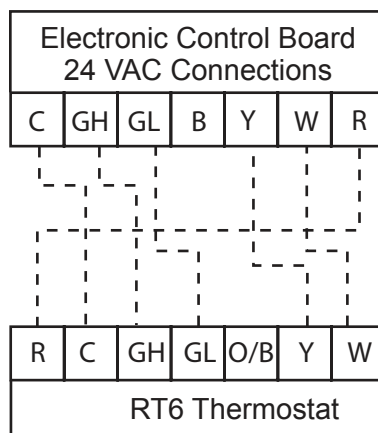 Electronic Control Board
24 VAC Connections
C GH GL B Y W R
R C GH GL O/B Y W
RT6 Thermostat